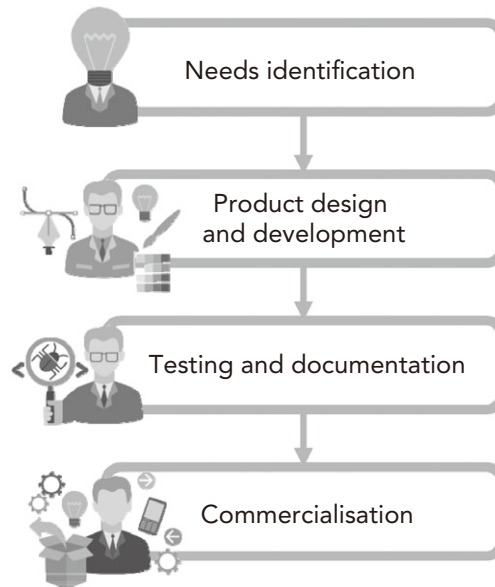 Needs identification
Product design
and development
Testing and documentation
Commercialisation